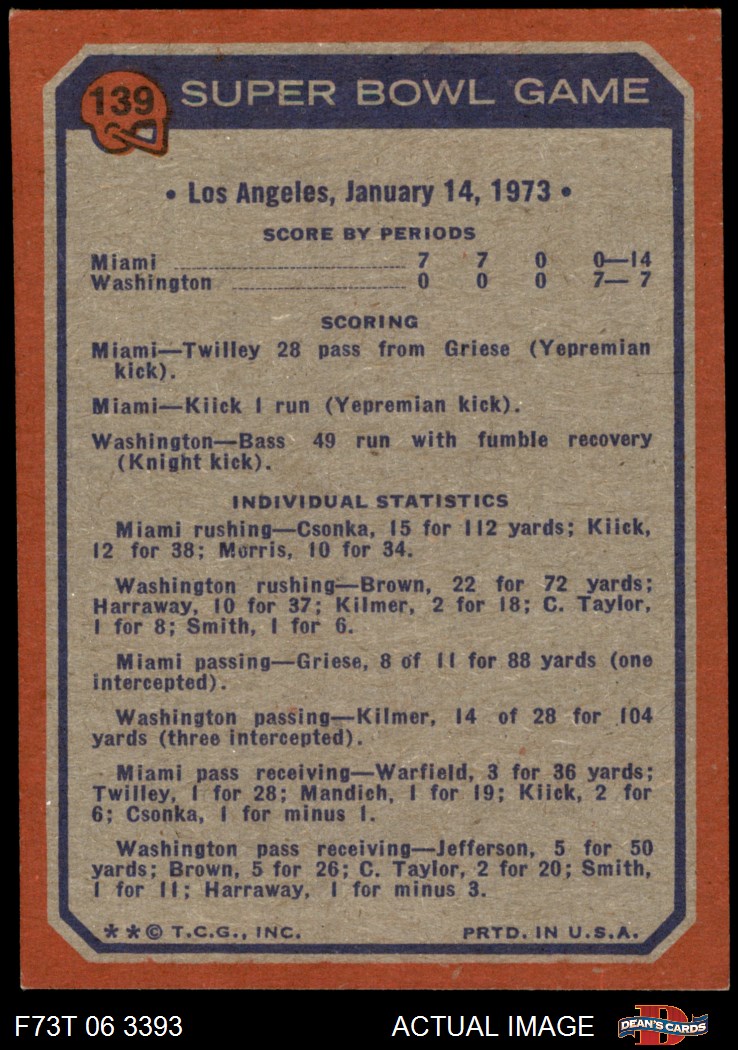 139
SUPER BOWL GAME
• Los Angeles, January 14, 1973 •
SCORE BY PERIODS
Miami ........................ 7 7 0 0—14
Washington .................. 0 0 0 7— 7
SCORING
Miami—Twilley 28 pass from Griese (Yepremian
kick).
Miami—Kiick 1 run (Yepremian kick).
Washington—Bass 49 run with fumble recovery
(Knight kick).
INDIVIDUAL STATISTICS
Miami rushing—Csonka, 15 for 112 yards; Kiick,
12 for 38; Morris, 10 for 34.
Washington rushing—Brown, 22 for 72 yards;
Harraway, 10 for 37; Kilmer, 2 for 18; C. Taylor,
1 for 8; Smith, 1 for 6.
Miami passing—Griese, 8 of 11 for 88 yards (one
intercepted).
Washington passing—Kilmer, 14 of 28 for 104
yards (three intercepted).
Miami pass receiving—Warfield, 3 for 36 yards;
Twilley, 1 for 28; Mandich, 1 for 19; Kiick, 2 for
6; Csonka, 1 for minus 1.
Washington pass receiving—Jefferson, 5 for 50
yards; Brown, 5 for 26; C. Taylor, 2 for 20; Smith,
1 for 11; Harraway, 1 for minus 3.
**© T.C.G., INC. PRTD. IN U.S.A.
F73T 06 3393 ACTUAL IMAGE D DEAN'S CARDS